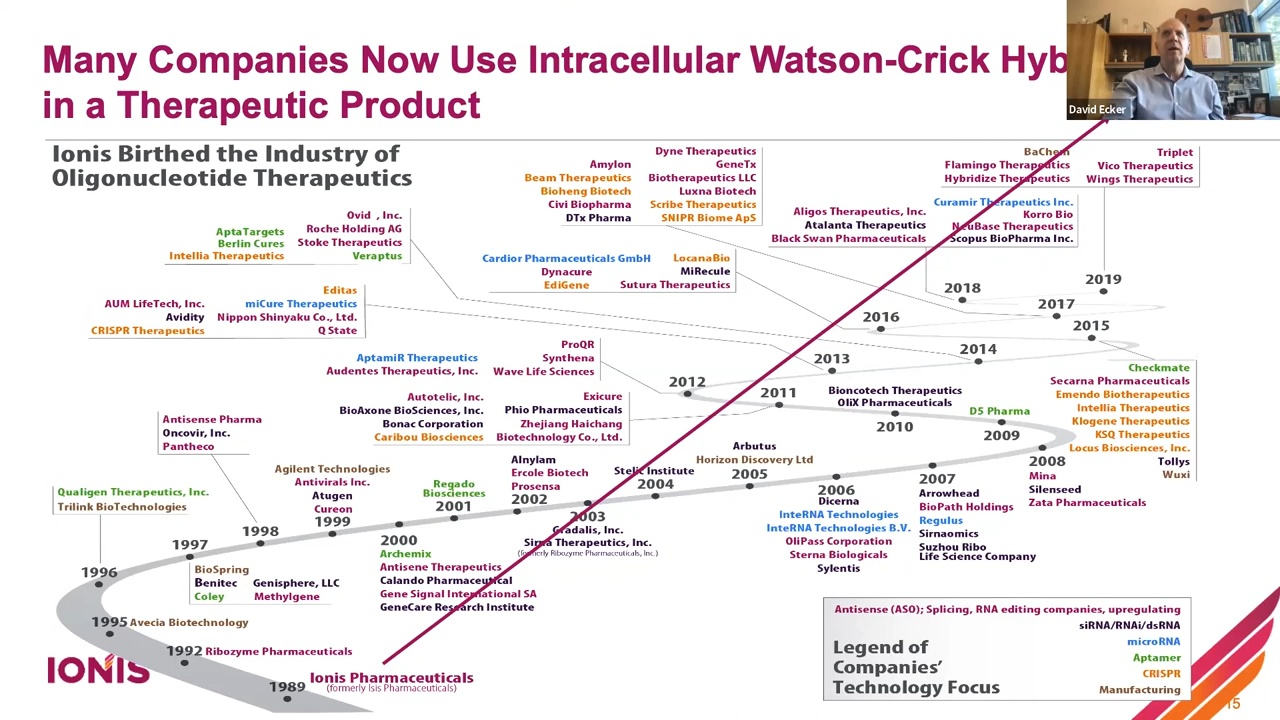 Many Companies Now Use Intracellular Watson-Crick Hyb
in a Therapeutic Product
David Ecker
Ionis Birthed the Industry of
Oligonucleotide Therapeutics
Dyne Therapeutics
Amylon
GeneTx
Beam Therapeutics
Biotherapeutics LLC
Bioheng Biotech
Luxna Biotech
Civi Biopharma
Scribe Therapeutics
DTx Pharma
SNIPR Biome ApS
BaChem
Flamingo Therapeutics
Hybridize Therapeutics
Triplet
Vico Therapeutics
Wings Therapeutics
Ovid , Inc.
AptaTargets
Roche Holding AG
Berlin Cures
Stoke Therapeutics
Intellia Therapeutics
Veraptus
Aligos Therapeutics, Inc.
Atalanta Therapeutics
Black Swan Pharmaceuticals
Curamir Therapeutics Inc.
Korro Bio
NeuBase Therapeutics
Scopus BioPharma Inc.
Cardior Pharmaceuticals GmbH
LocanaBio
Dynacure
MiRecule
EdiGene
Sutura Therapeutics
Editas
AUM LifeTech, Inc.
miCure Therapeutics
Avidity
Nippon Shinyaku Co., Ltd.
CRISPR Therapeutics
Q State
2019
2018
2017
2016
2015
2014
2013
2012
2011
ProQR
AptamiR Therapeutics
Synthena
Audentes Therapeutics, Inc.
Wave Life Sciences
Autotelic, Inc.
Exicure
BioAxone BioSciences, Inc.
Phio Pharmaceuticals
Bonac Corporation
Zhejiang Haichang
Caribou Biosciences
Biotechnology Co., Ltd.
Bioncotech Therapeutics
OliX Pharmaceuticals
2010
D5 Pharma
2009
Checkmate
Secarna Pharmaceuticals
Emendo Biotherapeutics
Intellia Therapeutics
Klogene Therapeutics
KSQ Therapeutics
Locus Biosciences, Inc.
Tollys
Wuxi
Antisense Pharma
Oncovir, Inc.
Pantheco
Agilent Technologies
Antivirals Inc.
Atugen
Cureon
1999
Regado
Biosciences
2001
Alnylam
Ercole Biotech
Prosensa
2002
Stelic Institute
2004
Arbutus
Horizon Discovery Ltd
2005
2008
Mina
Silenseed
Zata Pharmaceuticals
2007
Arrowhead
BioPath Holdings
Regulus
Sirnaomics
Suzhou Ribo
Life Science Company
2006
Dicerna
InteRNA Technologies
InteRNA Technologies B.V.
OliPass Corporation
Sterna Biologicals
Sylentis
2003
Gradalis, Inc.
Sirna Therapeutics, Inc.
(formerly Ribozyme Pharmaceuticals, Inc.)
2000
Archemix
Antisene Therapeutics
Calando Pharmaceutical
Gene Signal International SA
GeneCare Research Institute
Qualigen Therapeutics, Inc.
Trilink BioTechnologies
1998
1997
BioSpring
Benitec
Genisphere, LLC
Coley
Methylgene
1996
1995 Avecia Biotechnology
1992 Ribozyme Pharmaceuticals
IONIS
Ionis Pharmaceuticals
(formerly Isis Pharmaceuticals)
1989
Legend of
Companies'
Technology Focus
Antisense (ASO); Splicing, RNA editing companies, upregulating
siRNA/RNAi/dsRNA
microRNA
Aptamer
CRISPR
Manufacturing
15